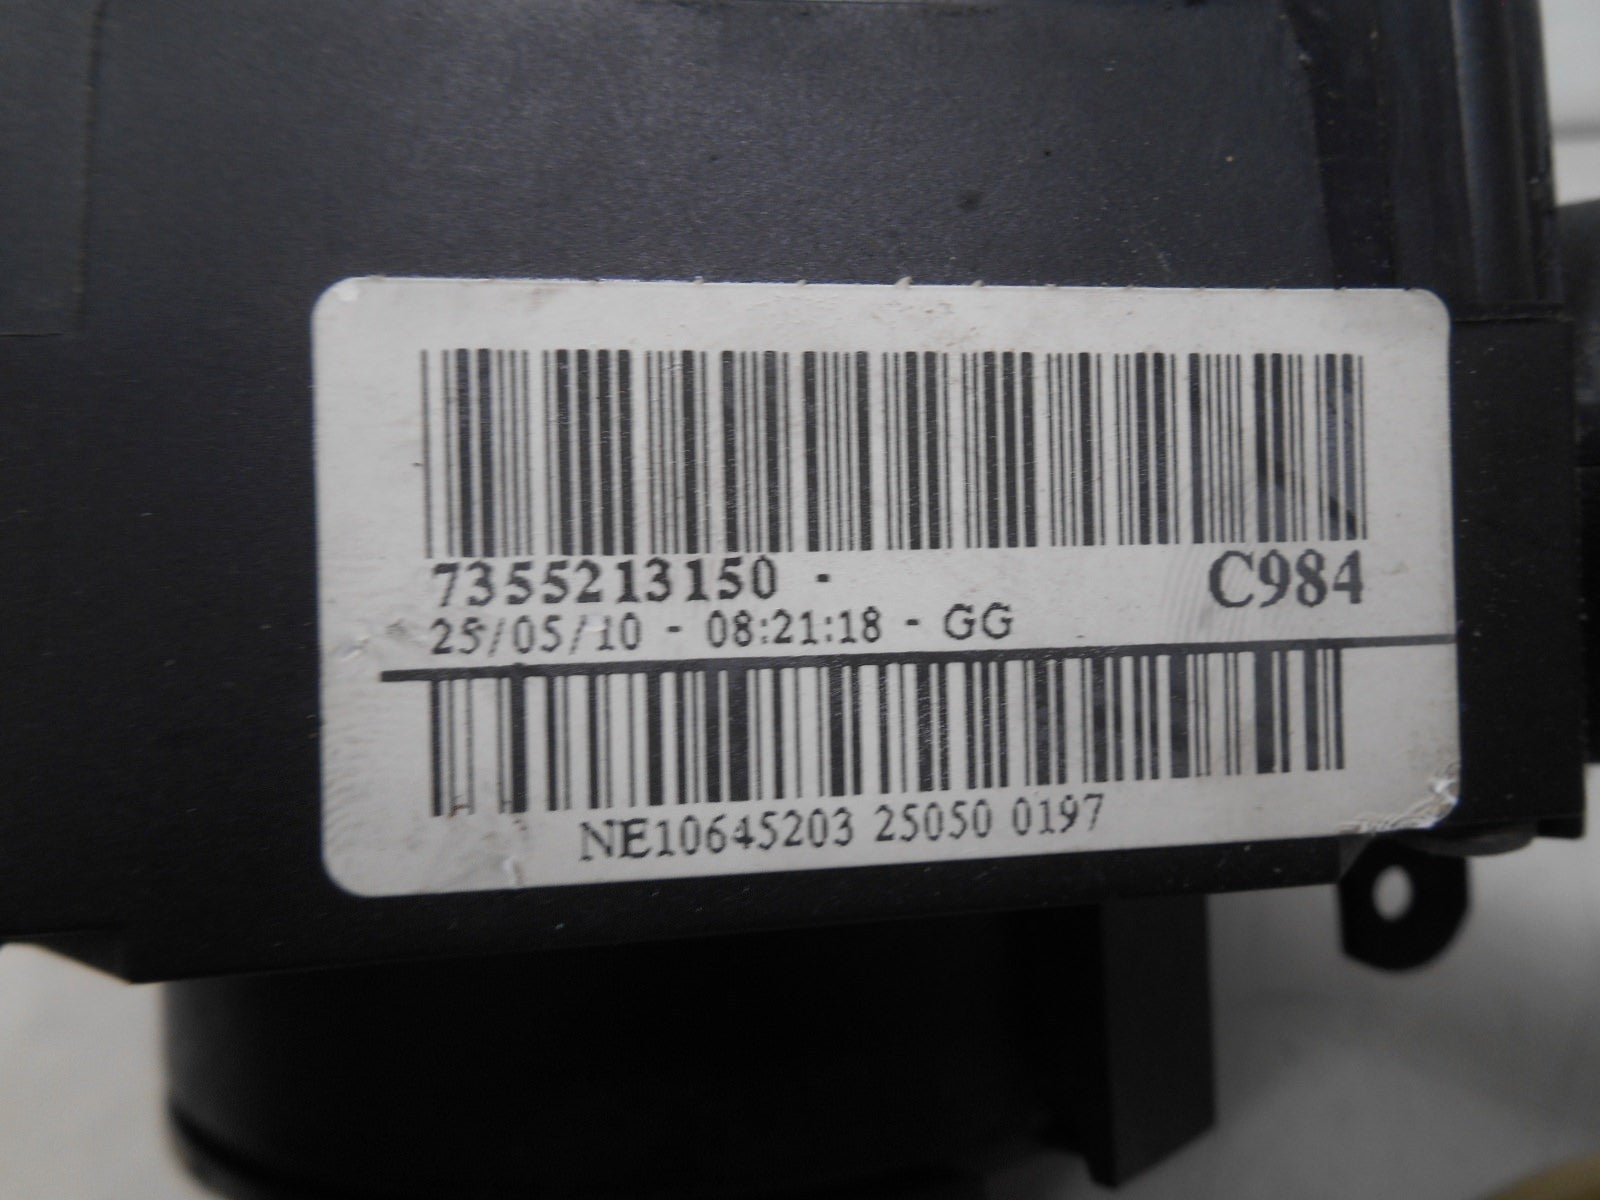 7355213150 - C984
25/05/10 - 08:21:18 - GG
NE10645203 25050 0197